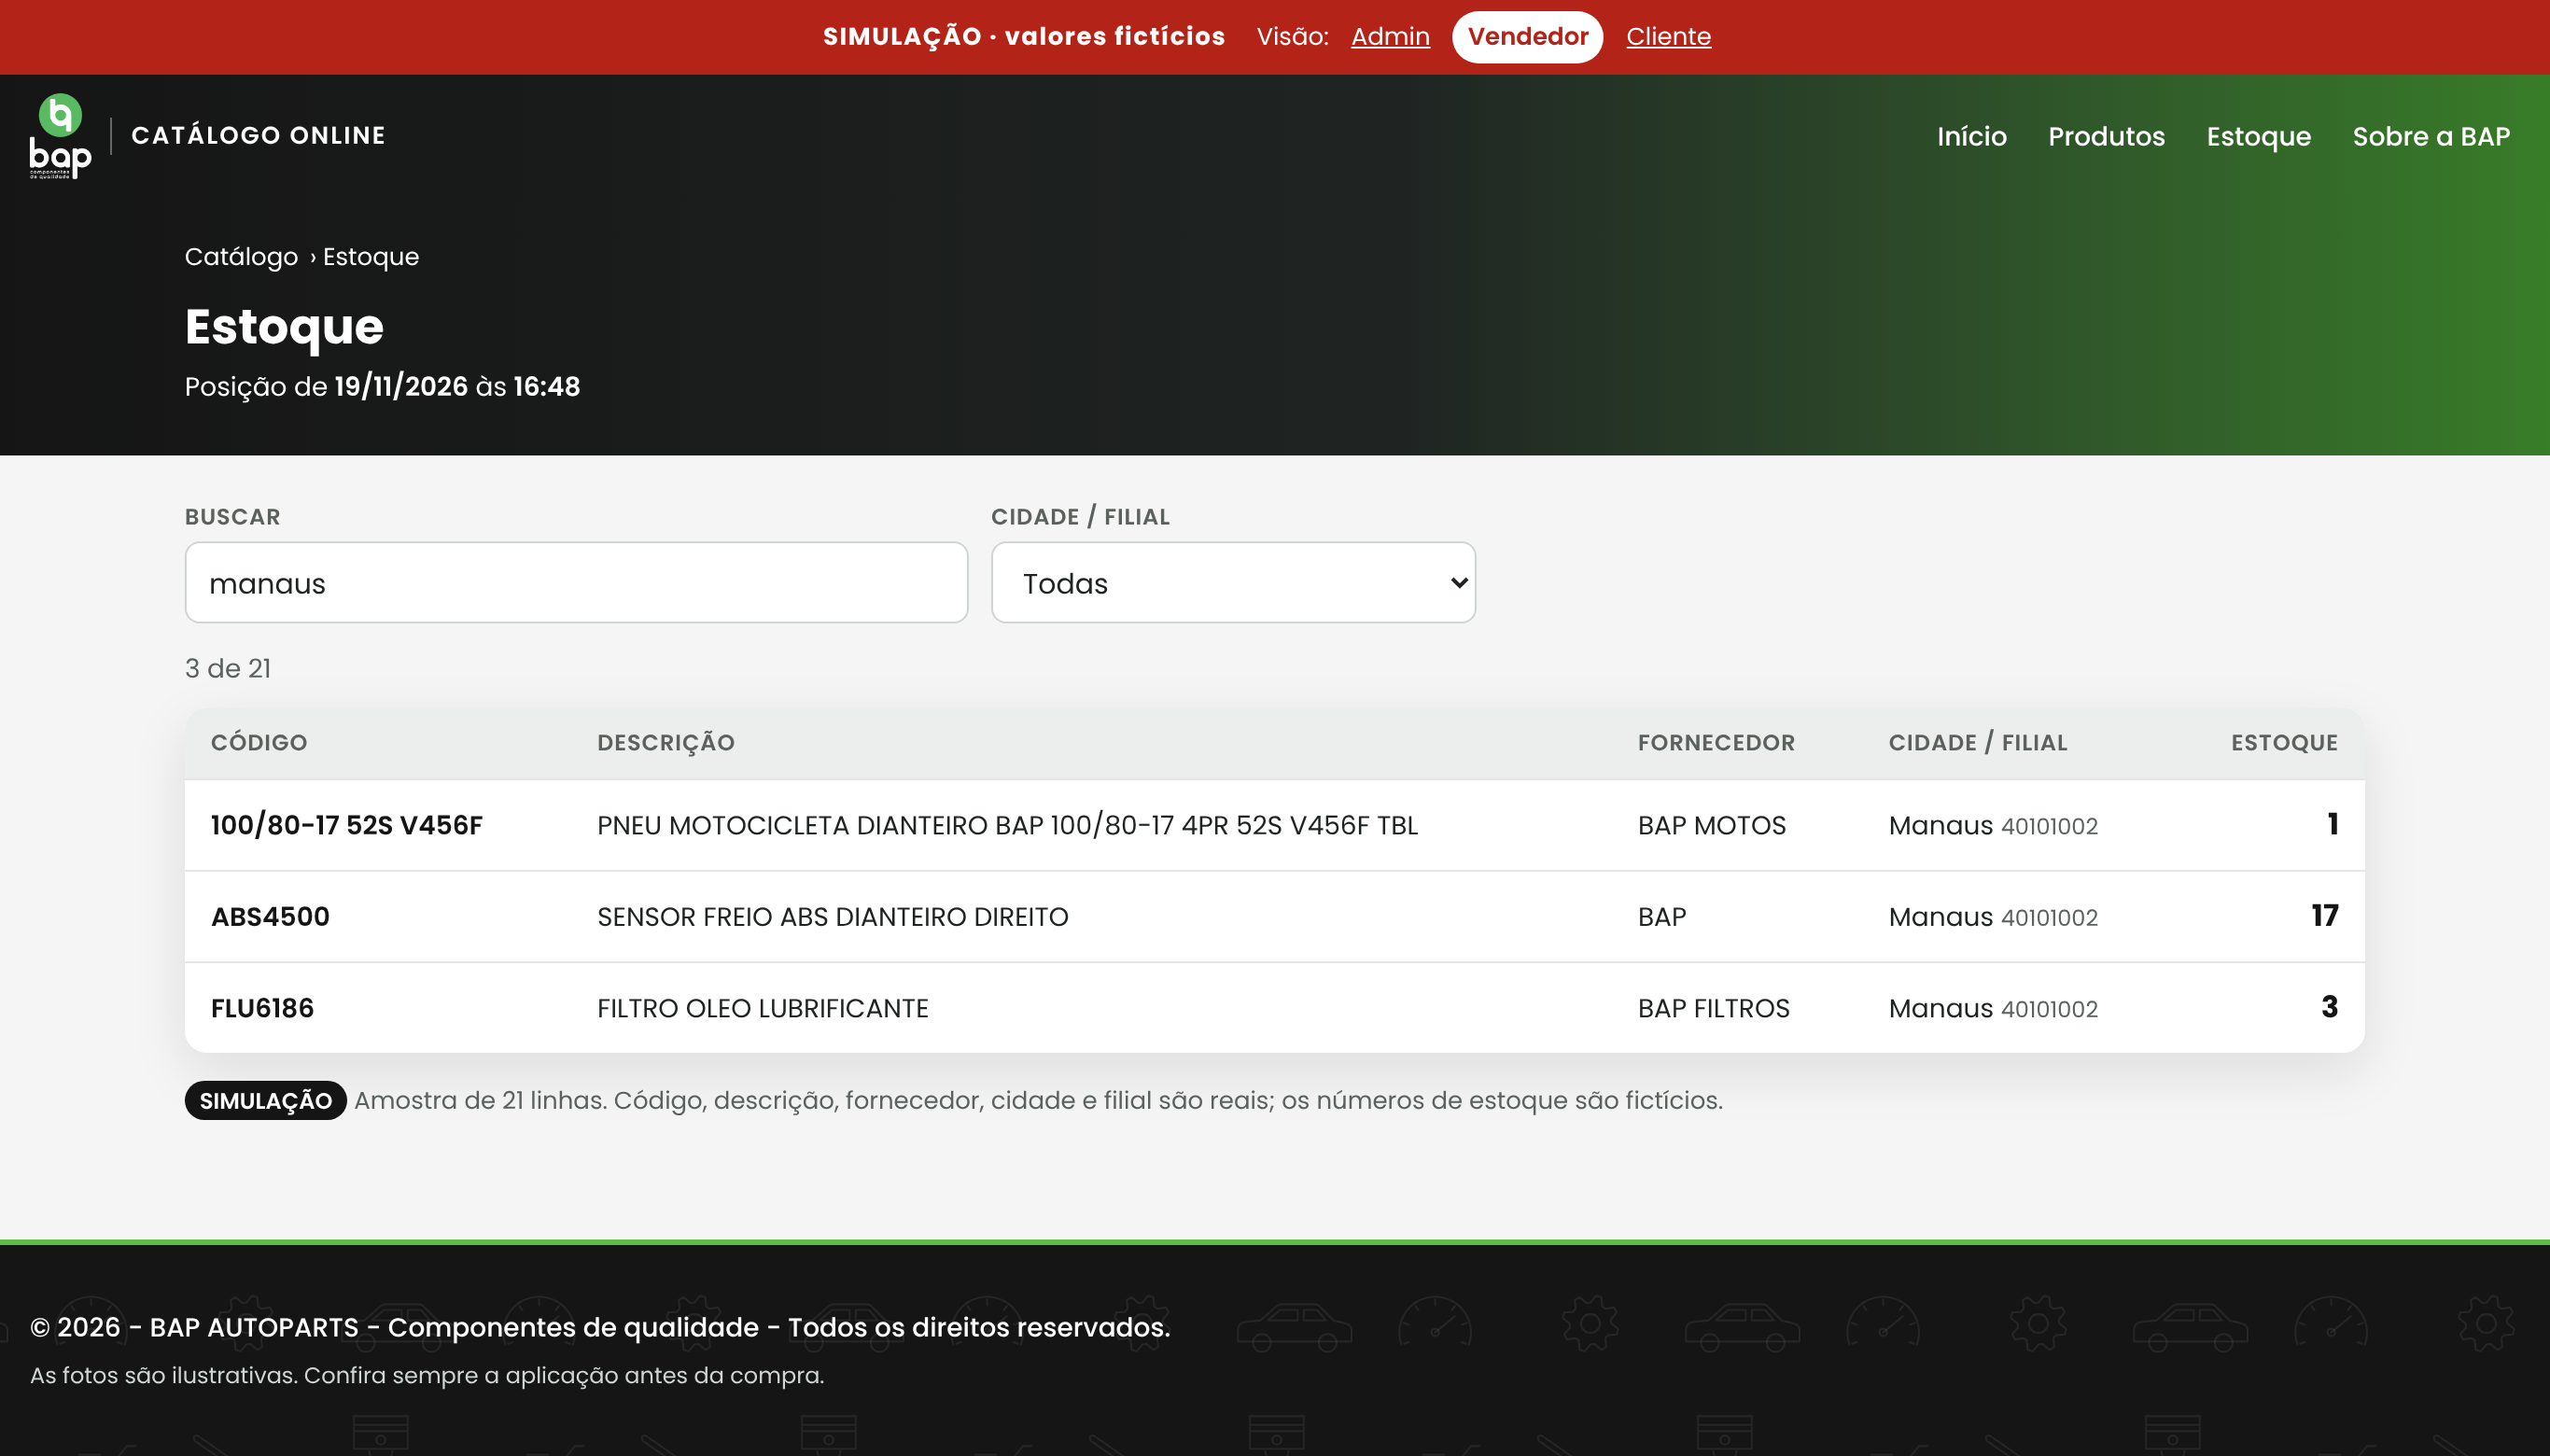 SIMULAÇÃO · valores fictícios Visão: Admin Vendedor Cliente
bap
componentes
de qualidade
CATÁLOGO ONLINE
Início Produtos Estoque Sobre a BAP
Catálogo › Estoque
Estoque
Posição de 19/11/2026 às 16:48
BUSCAR CIDADE / FILIAL
manaus Todas
3 de 21
CÓDIGO DESCRIÇÃO FORNECEDOR CIDADE / FILIAL ESTOQUE
100/80-17 52S V456F PNEU MOTOCICLETA DIANTEIRO BAP 100/80-17 4PR 52S V456F TBL BAP MOTOS Manaus 40101002 1
ABS4500 SENSOR FREIO ABS DIANTEIRO DIREITO BAP Manaus 40101002 17
FLU6186 FILTRO OLEO LUBRIFICANTE BAP FILTROS Manaus 40101002 3
SIMULAÇÃO Amostra de 21 linhas. Código, descrição, fornecedor, cidade e filial são reais; os números de estoque são fictícios.
© 2026 - BAP AUTOPARTS - Componentes de qualidade - Todos os direitos reservados.
As fotos são ilustrativas. Confira sempre a aplicação antes da compra.